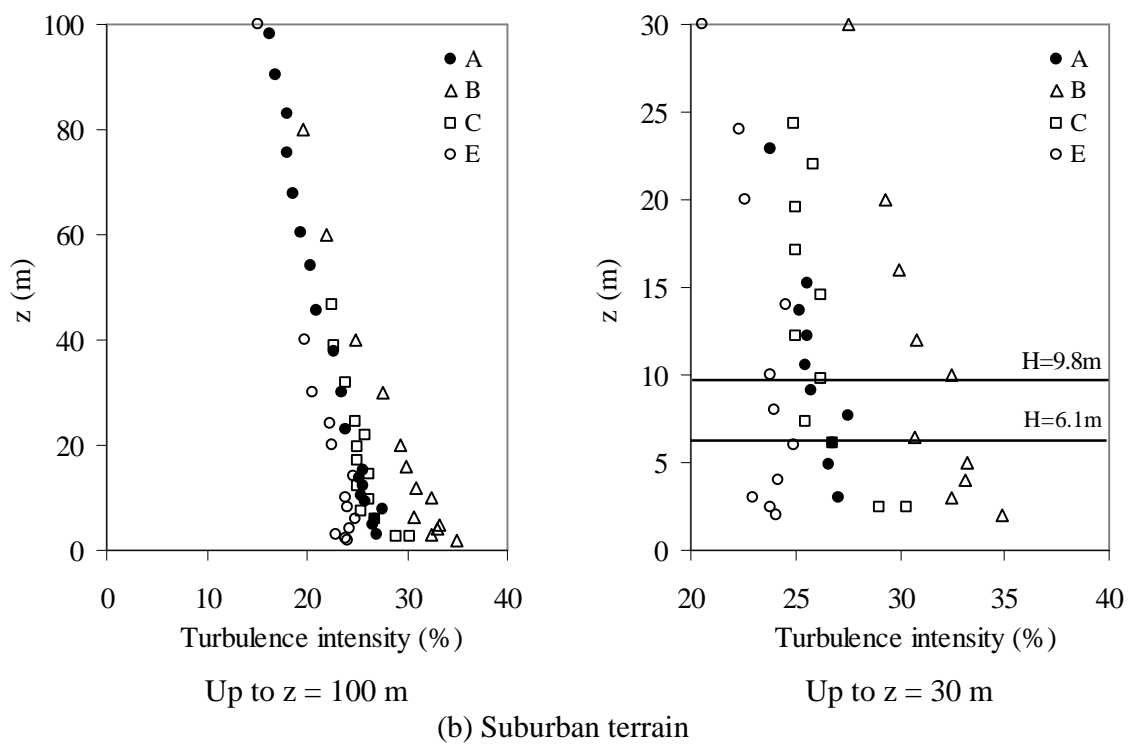 100
80
60
40
20
0
z (m)
A
B
C
E
0 10 20 30 40
Turbulence intensity (%)
Up to z = 100 m
30
25
20
15
10
5
0
z (m)
A
B
C
E
H=9.8m
H=6.1m
20 25 30 35 40
Turbulence intensity (%)
Up to z = 30 m
(b) Suburban terrain